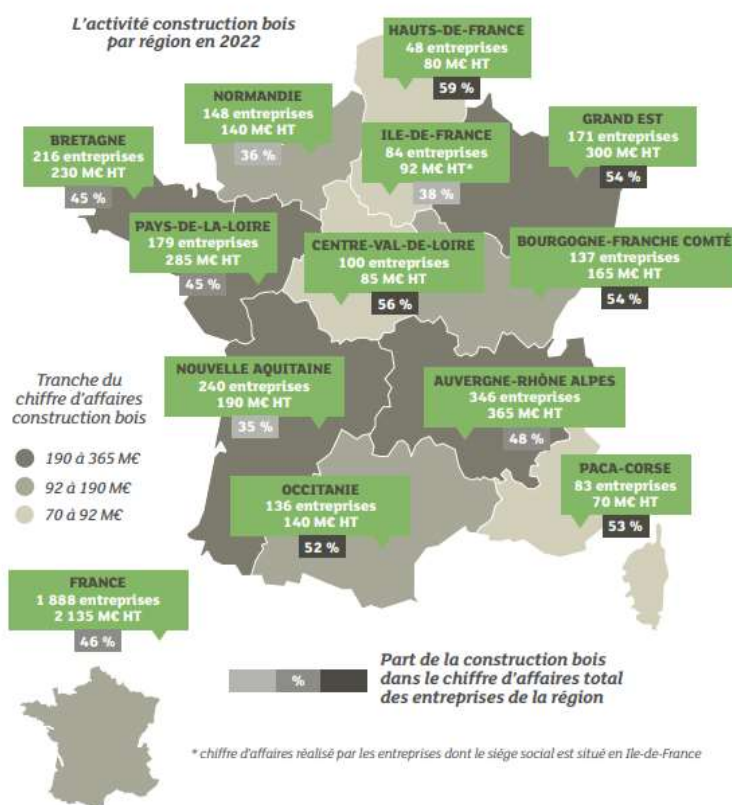 L'activité construction bois
par région en 2022
HAUTS-DE-FRANCE
48 entreprises
80 M€ HT
59 %
NORMANDIE
148 entreprises
140 M€ HT
36 %
ILE-DE-FRANCE
84 entreprises
92 M€ HT*
38 %
GRAND EST
171 entreprises
300 M€ HT
54 %
BRETAGNE
216 entreprises
230 M€ HT
45 %
PAYS-DE-LA-LOIRE
179 entreprises
285 M€ HT
45 %
CENTRE-VAL-DE-LOIRE
100 entreprises
85 M€ HT
56 %
BOURGOGNE-FRANCHE COMTÉ
137 entreprises
165 M€ HT
54 %
NOUVELLE AQUITAINE
240 entreprises
190 M€ HT
35 %
AUVERGNE-RHÔNE ALPES
346 entreprises
365 M€ HT
48 %
Tranche du
chiffre d'affaires
construction bois
190 à 365 M€
92 à 190 M€
70 à 92 M€
OCCITANIE
136 entreprises
140 M€ HT
52 %
PACA-CORSE
83 entreprises
70 M€ HT
53 %
FRANCE
1 888 entreprises
2 135 M€ HT
46 %
%
Part de la construction bois
dans le chiffre d'affaires total
des entreprises de la région
* chiffre d'affaires réalisé par les entreprises dont le siége social est situé en Ile-de-France